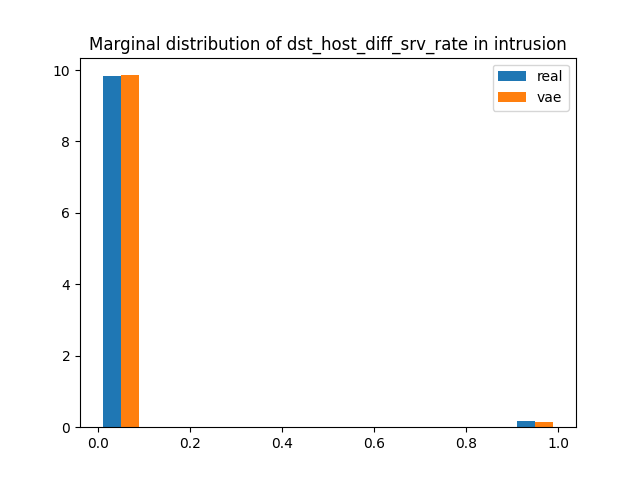 Marginal distribution of dst_host_diff_srv_rate in intrusion
real
vae
10
8
6
4
2
0
0.0 0.2 0.4 0.6 0.8 1.0